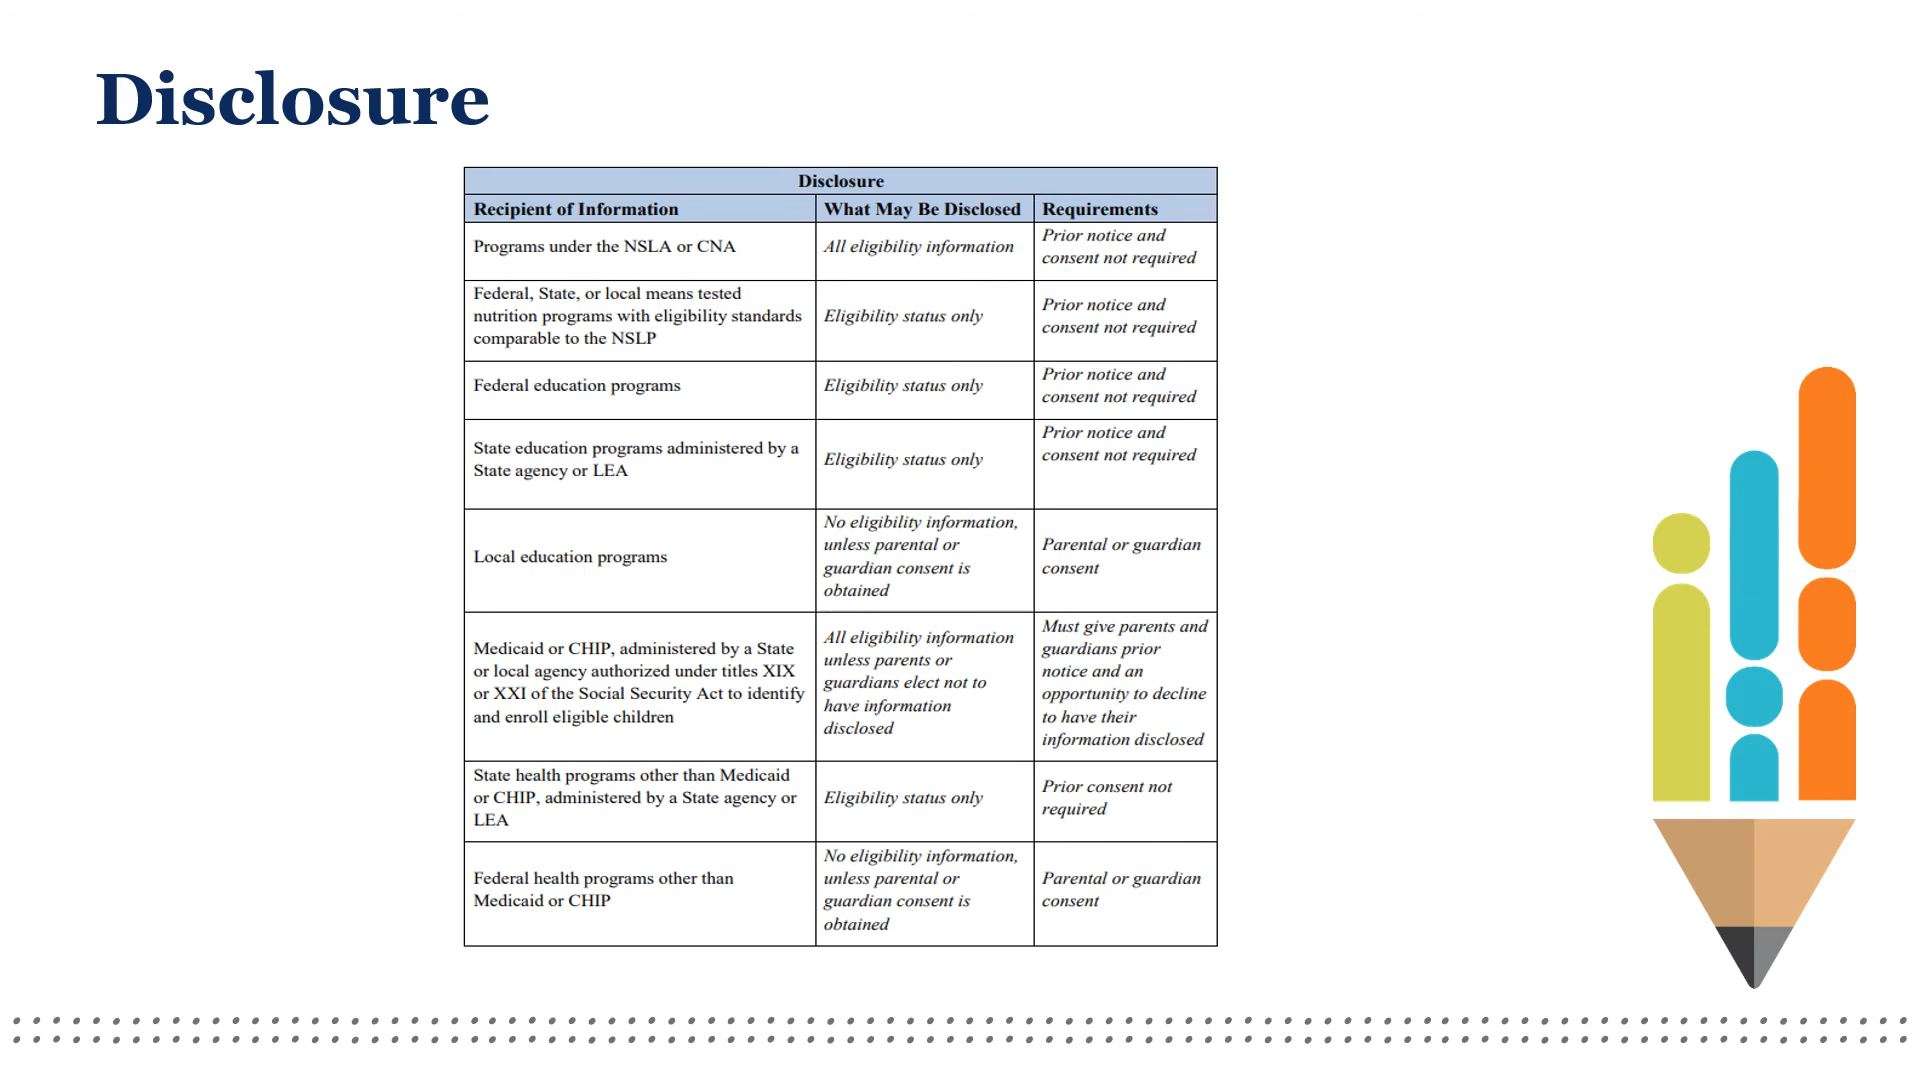 Disclosure
Disclosure
Recipient of Information
What May Be Disclosed
Requirements
Programs under the NSLA or CNA
All eligibility information
Prior notice and
consent not required
Federal, State, or local means tested
nutrition programs with eligibility standards
comparable to the NSLP
Eligibility status only
Prior notice and
consent not required
Federal education programs
Eligibility status only
Prior notice and
consent not required
State education programs administered by a
State agency or LEA
Eligibility status only
Prior notice and
consent not required
Local education programs
No eligibility information,
unless parental or
guardian consent is
obtained
Parental or guardian
consent
Medicaid or CHIP, administered by a State
or local agency authorized under titles XIX
or XXI of the Social Security Act to identify
and enroll eligible children
All eligibility information
unless parents or
guardians elect not to
have information
disclosed
Must give parents and
guardians prior
notice and an
opportunity to decline
to have their
information disclosed
State health programs other than Medicaid
or CHIP, administered by a State agency or
LEA
Eligibility status only
Prior consent not
required
Federal health programs other than
Medicaid or CHIP
No eligibility information,
unless parental or
guardian consent is
obtained
Parental or guardian
consent